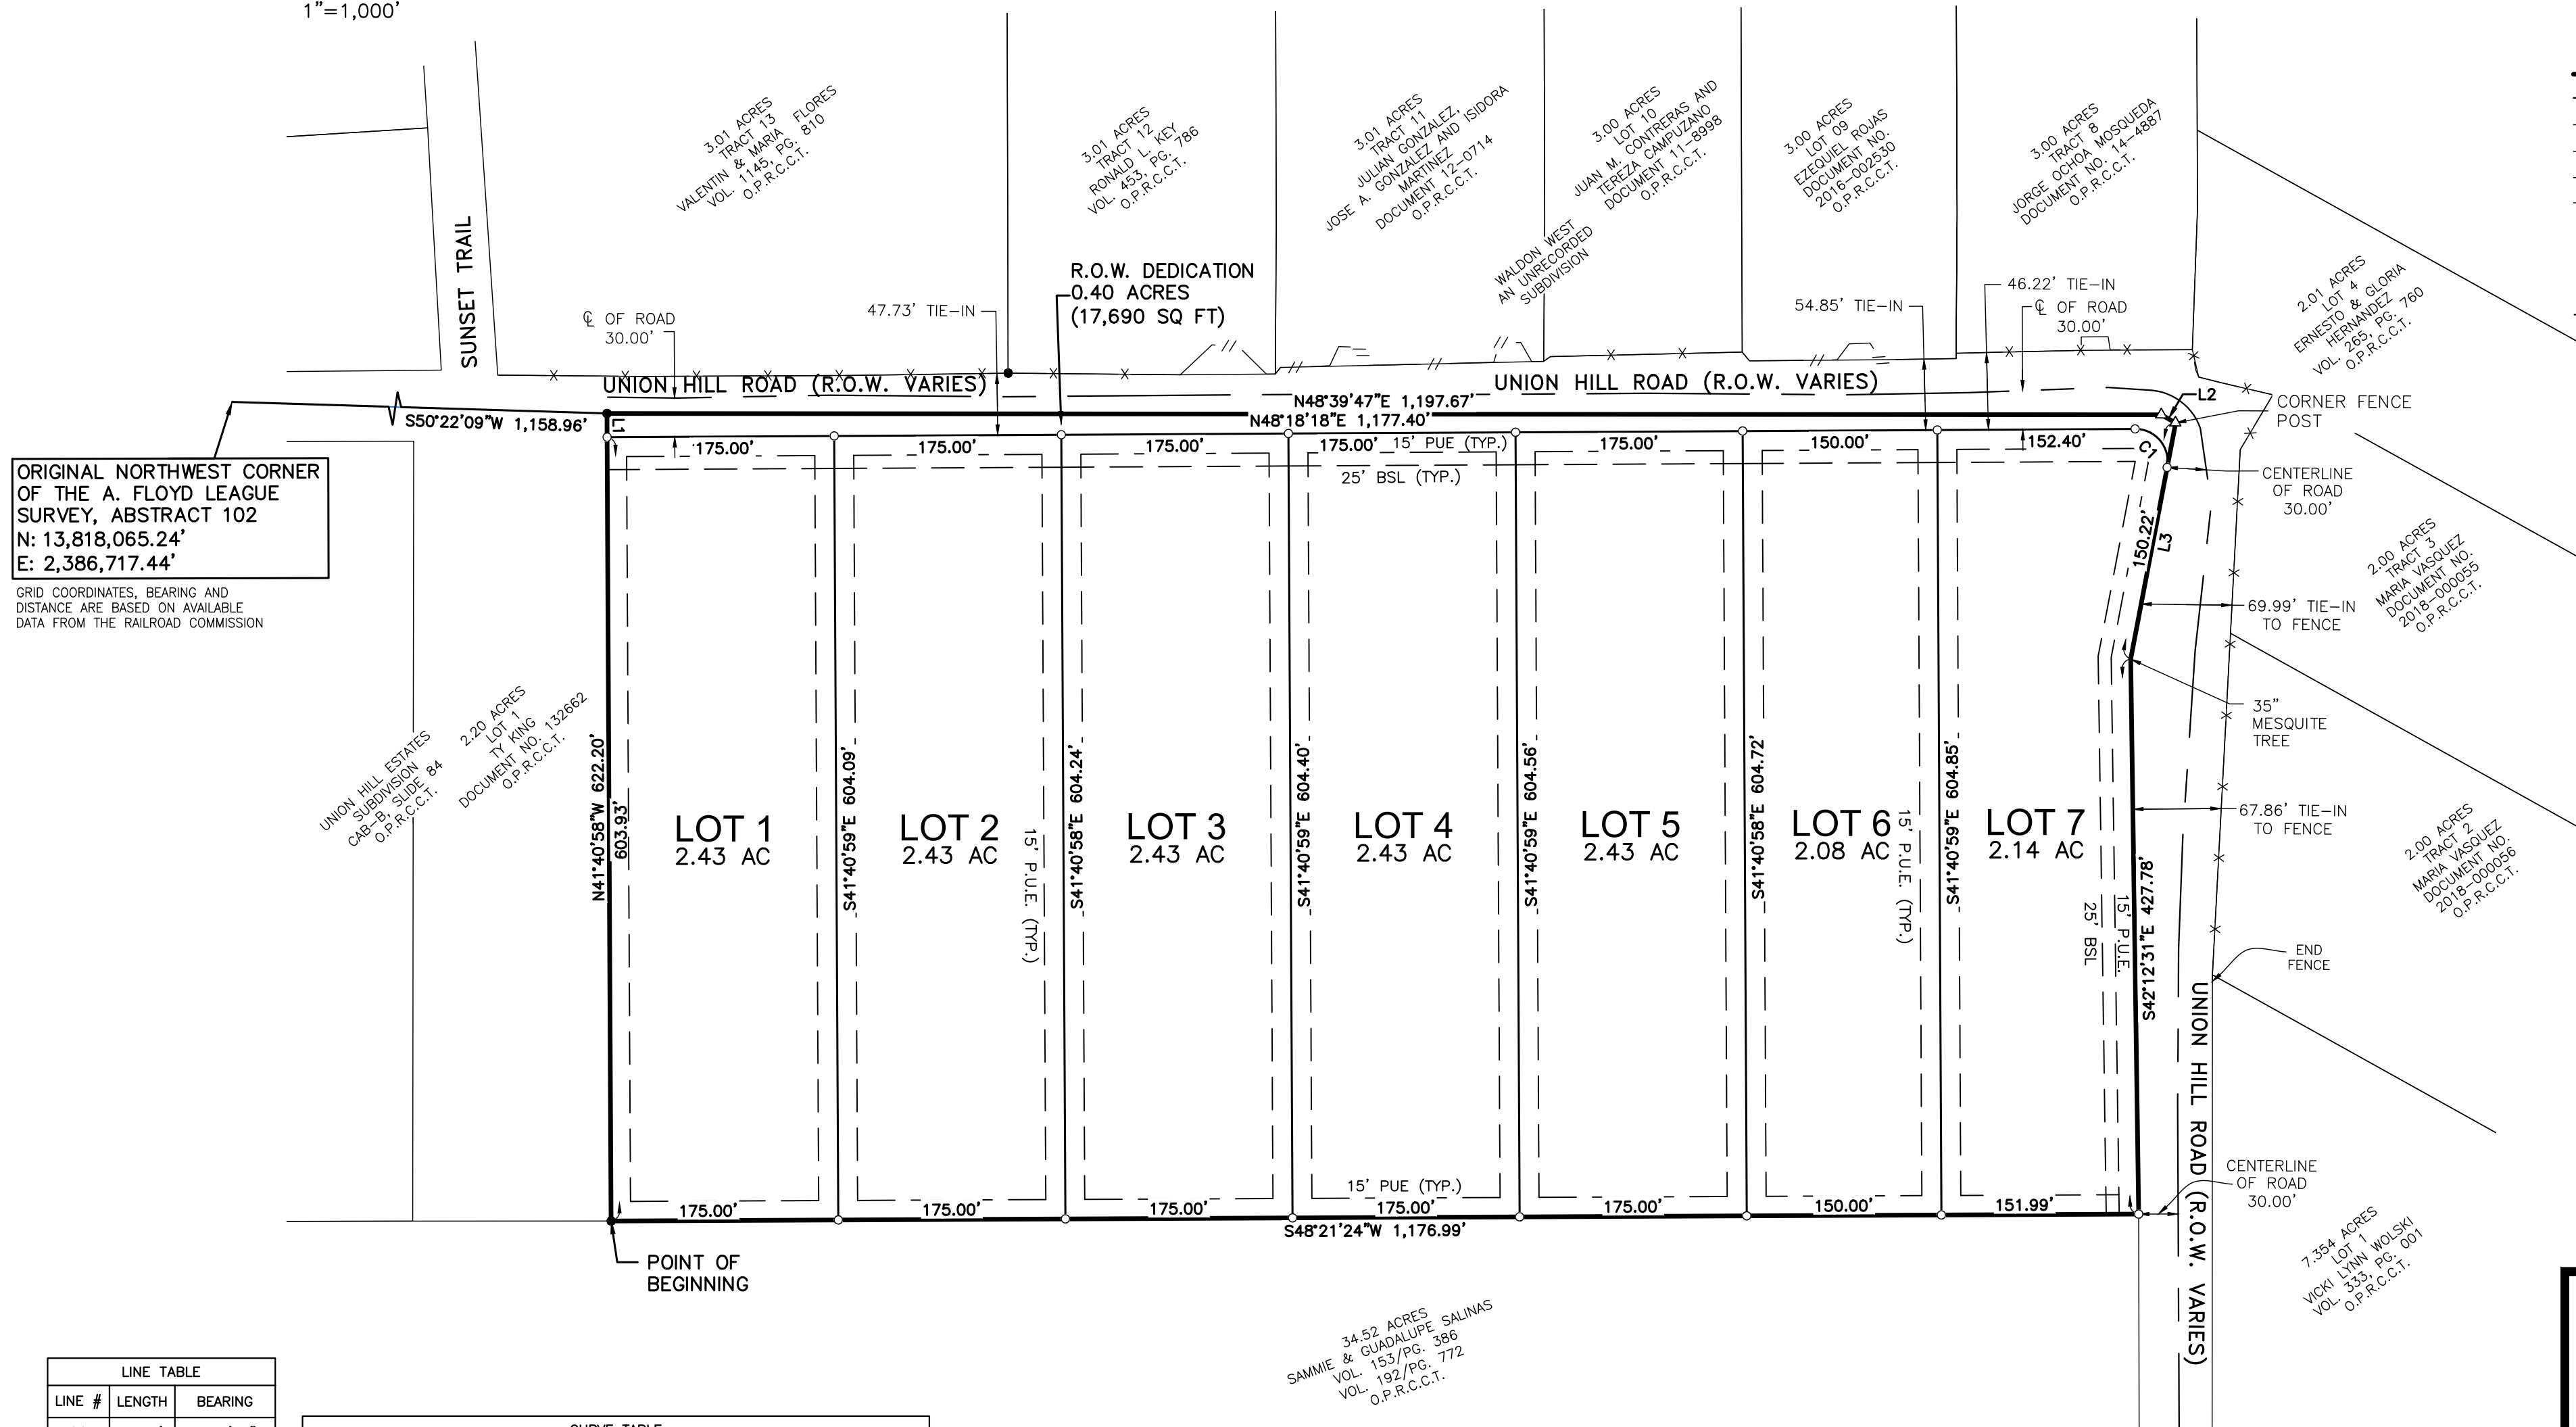 1"=1,000'
SUNSET TRAIL
3.01 ACRES
TRACT 13
VALENTIN & MARIA FLORES
VOL. 1145, PG. 810
O.P.R.C.C.T.
3.01 ACRES
TRACT 12
RONALD L. KEY
VOL. 453, PG. 786
O.P.R.C.C.T.
3.01 ACRES
TRACT 11
JULIAN GONZALEZ,
JOSE A. GONZALEZ AND ISIDORA
MARTINEZ
DOCUMENT 12-0714
O.P.R.C.C.T.
3.00 ACRES
LOT 10
JUAN M. CONTRERAS AND
TEREZA CAMPUZANO
DOCUMENT 11-8998
O.P.R.C.C.T.
3.00 ACRES
LOT 09
EZEQUIEL ROJAS
DOCUMENT NO.
2016-002530
O.P.R.C.C.T.
3.00 ACRES
TRACT 8
JORGE OCHOA MOSQUEDA
DOCUMENT NO. 14-4887
O.P.R.C.C.T.
WALDON WEST
AN UNRECORDED
SUBDIVISION
2.01 ACRES
LOT 4
ERNESTO & GLORIA
HERNANDEZ
VOL. 265, PG. 760
O.P.R.C.C.T.
R.O.W. DEDICATION
0.40 ACRES
(17,690 SQ FT)
℄ OF ROAD
30.00'
47.73' TIE-IN
54.85' TIE-IN
46.22' TIE-IN
℄ OF ROAD
30.00'
UNION HILL ROAD (R.O.W. VARIES)
UNION HILL ROAD (R.O.W. VARIES)
S50°22'09"W 1,158.96'
N48°39'47"E 1,197.67'
N48°18'18"E 1,177.40'
L1
L2
CORNER FENCE
POST
175.00'
175.00'
175.00'
175.00'
15' PUE (TYP.)
175.00'
150.00'
152.40'
C1
25' BSL (TYP.)
CENTERLINE
OF ROAD
30.00'
ORIGINAL NORTHWEST CORNER
OF THE A. FLOYD LEAGUE
SURVEY, ABSTRACT 102
N: 13,818,065.24'
E: 2,386,717.44'
GRID COORDINATES, BEARING AND
DISTANCE ARE BASED ON AVAILABLE
DATA FROM THE RAILROAD COMMISSION
150.22'
L3
2.00 ACRES
TRACT 3
MARIA VASQUEZ
DOCUMENT NO.
2018-000055
O.P.R.C.C.T.
69.99' TIE-IN
TO FENCE
35"
MESQUITE
TREE
UNION HILL ESTATES
SUBDIVISION
CAB-B, SLIDE 84
O.P.R.C.C.T.
2.20 ACRES
LOT 1
TY KING
DOCUMENT NO. 132662
O.P.R.C.C.T.
N41°40'58"W 622.20'
603.93'
LOT 1
2.43 AC
S41°40'59"E 604.09'
LOT 2
2.43 AC
15' P.U.E. (TYP.)
S41°40'58"E 604.24'
LOT 3
2.43 AC
S41°40'59"E 604.40'
LOT 4
2.43 AC
S41°40'59"E 604.56'
LOT 5
2.43 AC
S41°40'58"E 604.72'
LOT 6
2.08 AC
15' P.U.E. (TYP.)
S41°40'59"E 604.85'
LOT 7
2.14 AC
25' BSL
15' P.U.E.
S42°12'31"E 427.78'
67.86' TIE-IN
TO FENCE
2.00 ACRES
TRACT 2
MARIA VASQUEZ
DOCUMENT NO.
2018-000056
O.P.R.C.C.T.
END
FENCE
UNION HILL ROAD (R.O.W. VARIES)
CENTERLINE
OF ROAD
30.00'
15' PUE (TYP.)
175.00'
175.00'
175.00'
175.00'
175.00'
150.00'
151.99'
S48°21'24"W 1,176.99'
POINT OF
BEGINNING
7.354 ACRES
LOT 1
VICKI LYNN WOLSKI
VOL. 333, PG. 001
O.P.R.C.C.T.
34.52 ACRES
SAMMIE & GUADALUPE SALINAS
VOL. 153/PG. 386
VOL. 192/PG. 772
O.P.R.C.C.T.
LINE TABLE
LINE # LENGTH BEARING